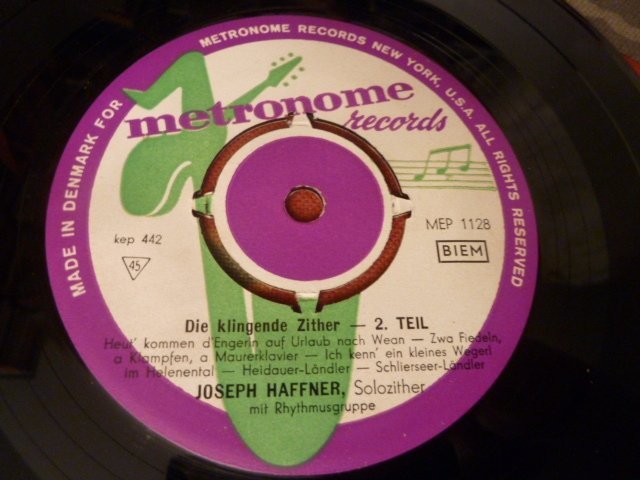 MADE IN DENMARK FOR METRONOME RECORDS NEW YORK, U.S.A. ALL RIGHTS RESERVED
metronome
records
kep 442
45
MEP 1128
BIEM
Die klingende Zither — 2. TEIL
Heut' kommen d'Engerln auf Urlaub nach Wean — Zwa Fiedeln,
a Klampfen, a Maurerklavier — Ich kenn' ein kleines Wegerl
im Helenental — Heidauer-Ländler — Schlierseer-Ländler
JOSEPH HAFFNER, Solozither
mit Rhythmusgruppe